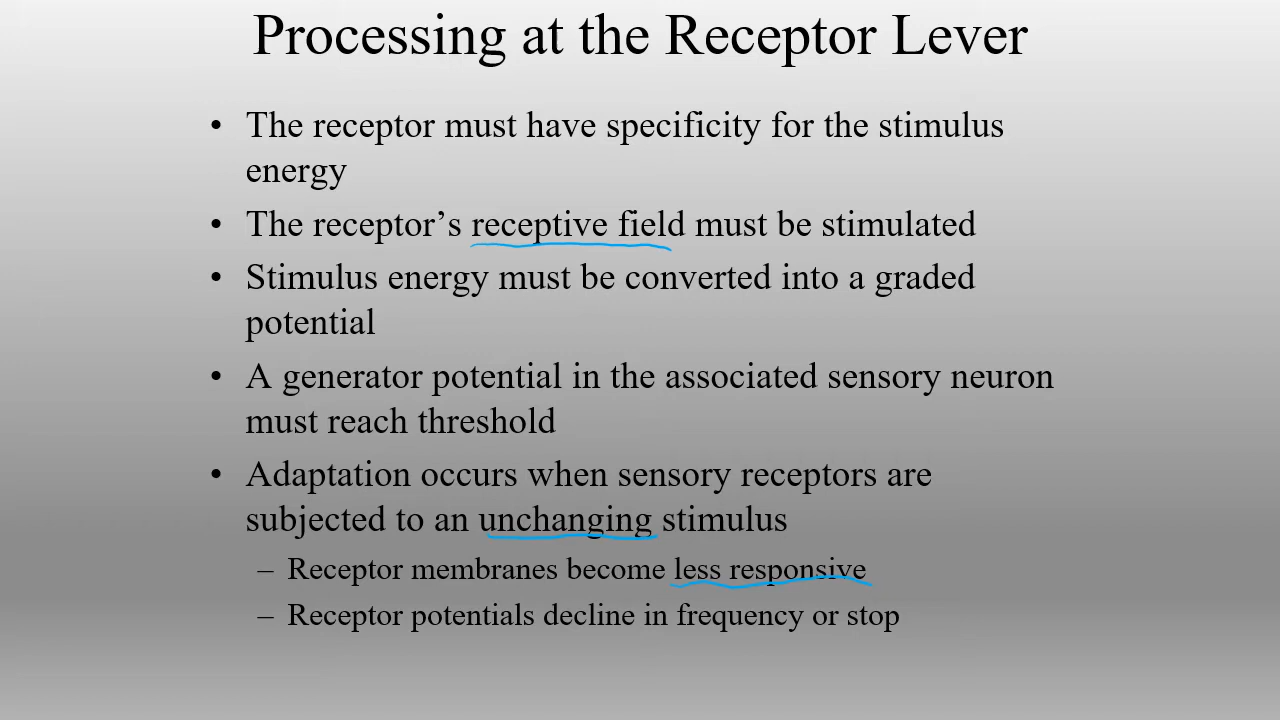 Processing at the Receptor Lever
• The receptor must have specificity for the stimulus
energy
• The receptor’s receptive field must be stimulated
• Stimulus energy must be converted into a graded
potential
• A generator potential in the associated sensory neuron
must reach threshold
• Adaptation occurs when sensory receptors are
subjected to an unchanging stimulus
– Receptor membranes become less responsive
– Receptor potentials decline in frequency or stop